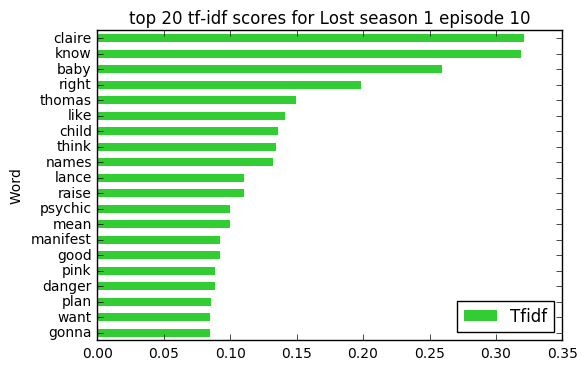 top 20 tf-idf scores for Lost season 1 episode 10
Word
claire
know
baby
right
thomas
like
child
think
names
lance
raise
psychic
mean
manifest
good
pink
danger
plan
want
gonna
Tfidf
0.00 0.05 0.10 0.15 0.20 0.25 0.30 0.35